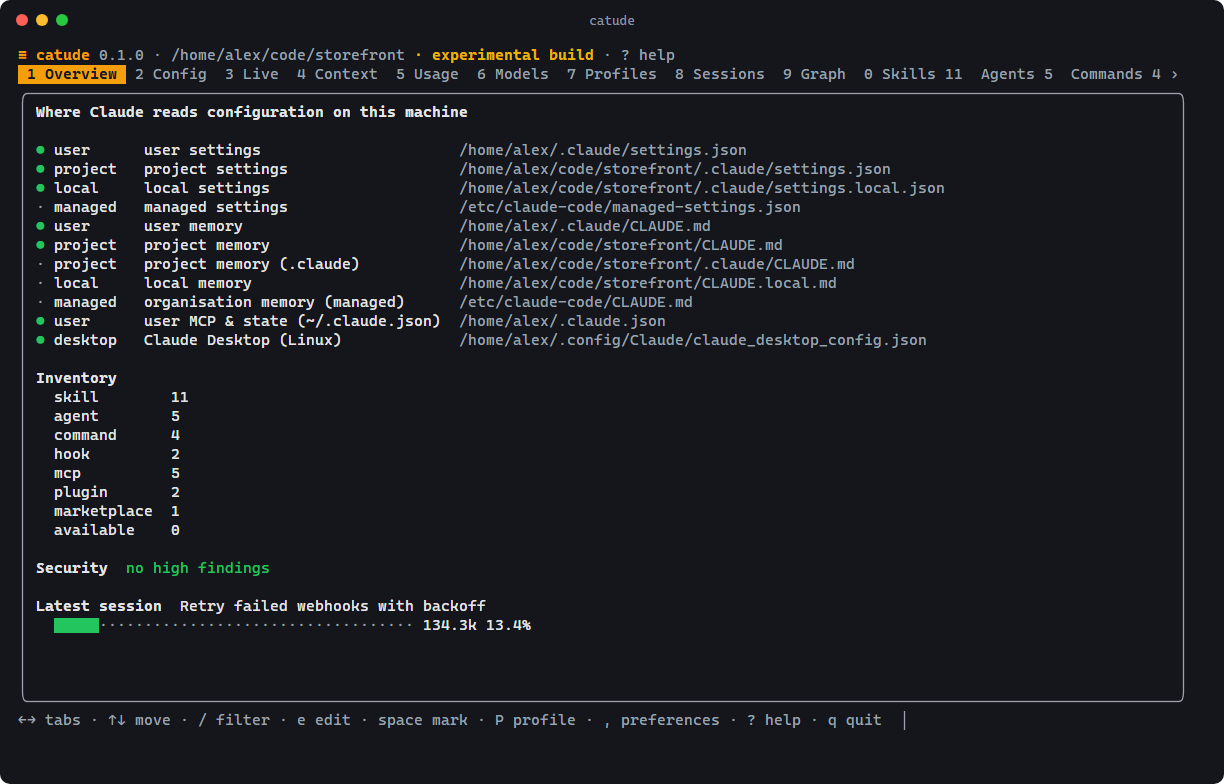 catude
≡ catude 0.1.0 · /home/alex/code/storefront · experimental build · ? help
1 Overview  2 Config  3 Live  4 Context  5 Usage  6 Models  7 Profiles  8 Sessions  9 Graph  0 Skills 11  Agents 5  Commands 4 ›
Where Claude reads configuration on this machine
● user     user settings     /home/alex/.claude/settings.json
● project  project settings     /home/alex/code/storefront/.claude/settings.json
● local    local settings     /home/alex/code/storefront/.claude/settings.local.json
· managed  managed settings     /etc/claude-code/managed-settings.json
● user     user memory     /home/alex/.claude/CLAUDE.md
● project  project memory     /home/alex/code/storefront/CLAUDE.md
· project  project memory (.claude)     /home/alex/code/storefront/.claude/CLAUDE.md
· local    local memory     /home/alex/code/storefront/CLAUDE.local.md
· managed  organisation memory (managed)     /etc/claude-code/CLAUDE.md
● user     user MCP & state (~/.claude.json)  /home/alex/.claude.json
● desktop  Claude Desktop (Linux)     /home/alex/.config/Claude/claude_desktop_config.json
Inventory
skill        11
agent        5
command      4
hook         2
mcp          5
plugin       2
marketplace  1
available    0
Security  no high findings
Latest session  Retry failed webhooks with backoff
134.3k 13.4%
↔ tabs · ↑↓ move · / filter · e edit · space mark · P profile · , preferences · ? help · q quit